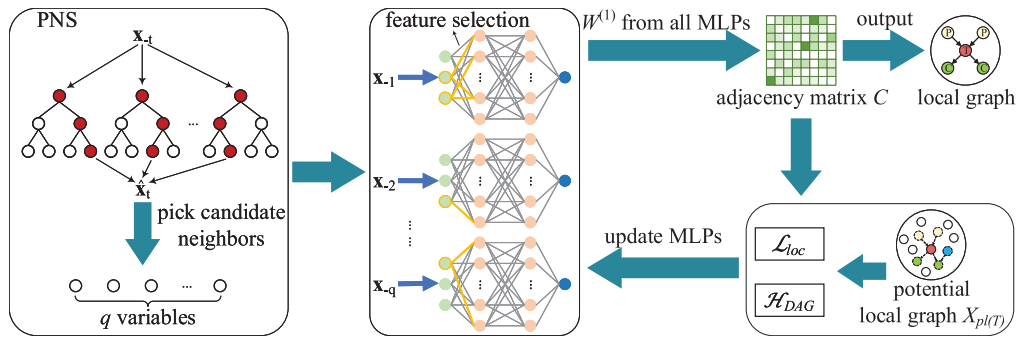 PNS
x-t
...
x̂t
pick candidate
neighbors
...
q variables
feature selection
x-1
x-2
x-q
W(1) from all MLPs
output
adjacency matrix C
P
P
T
C
C
local graph
update MLPs
Lloc
HDAG
potential
local graph Xpl(T)